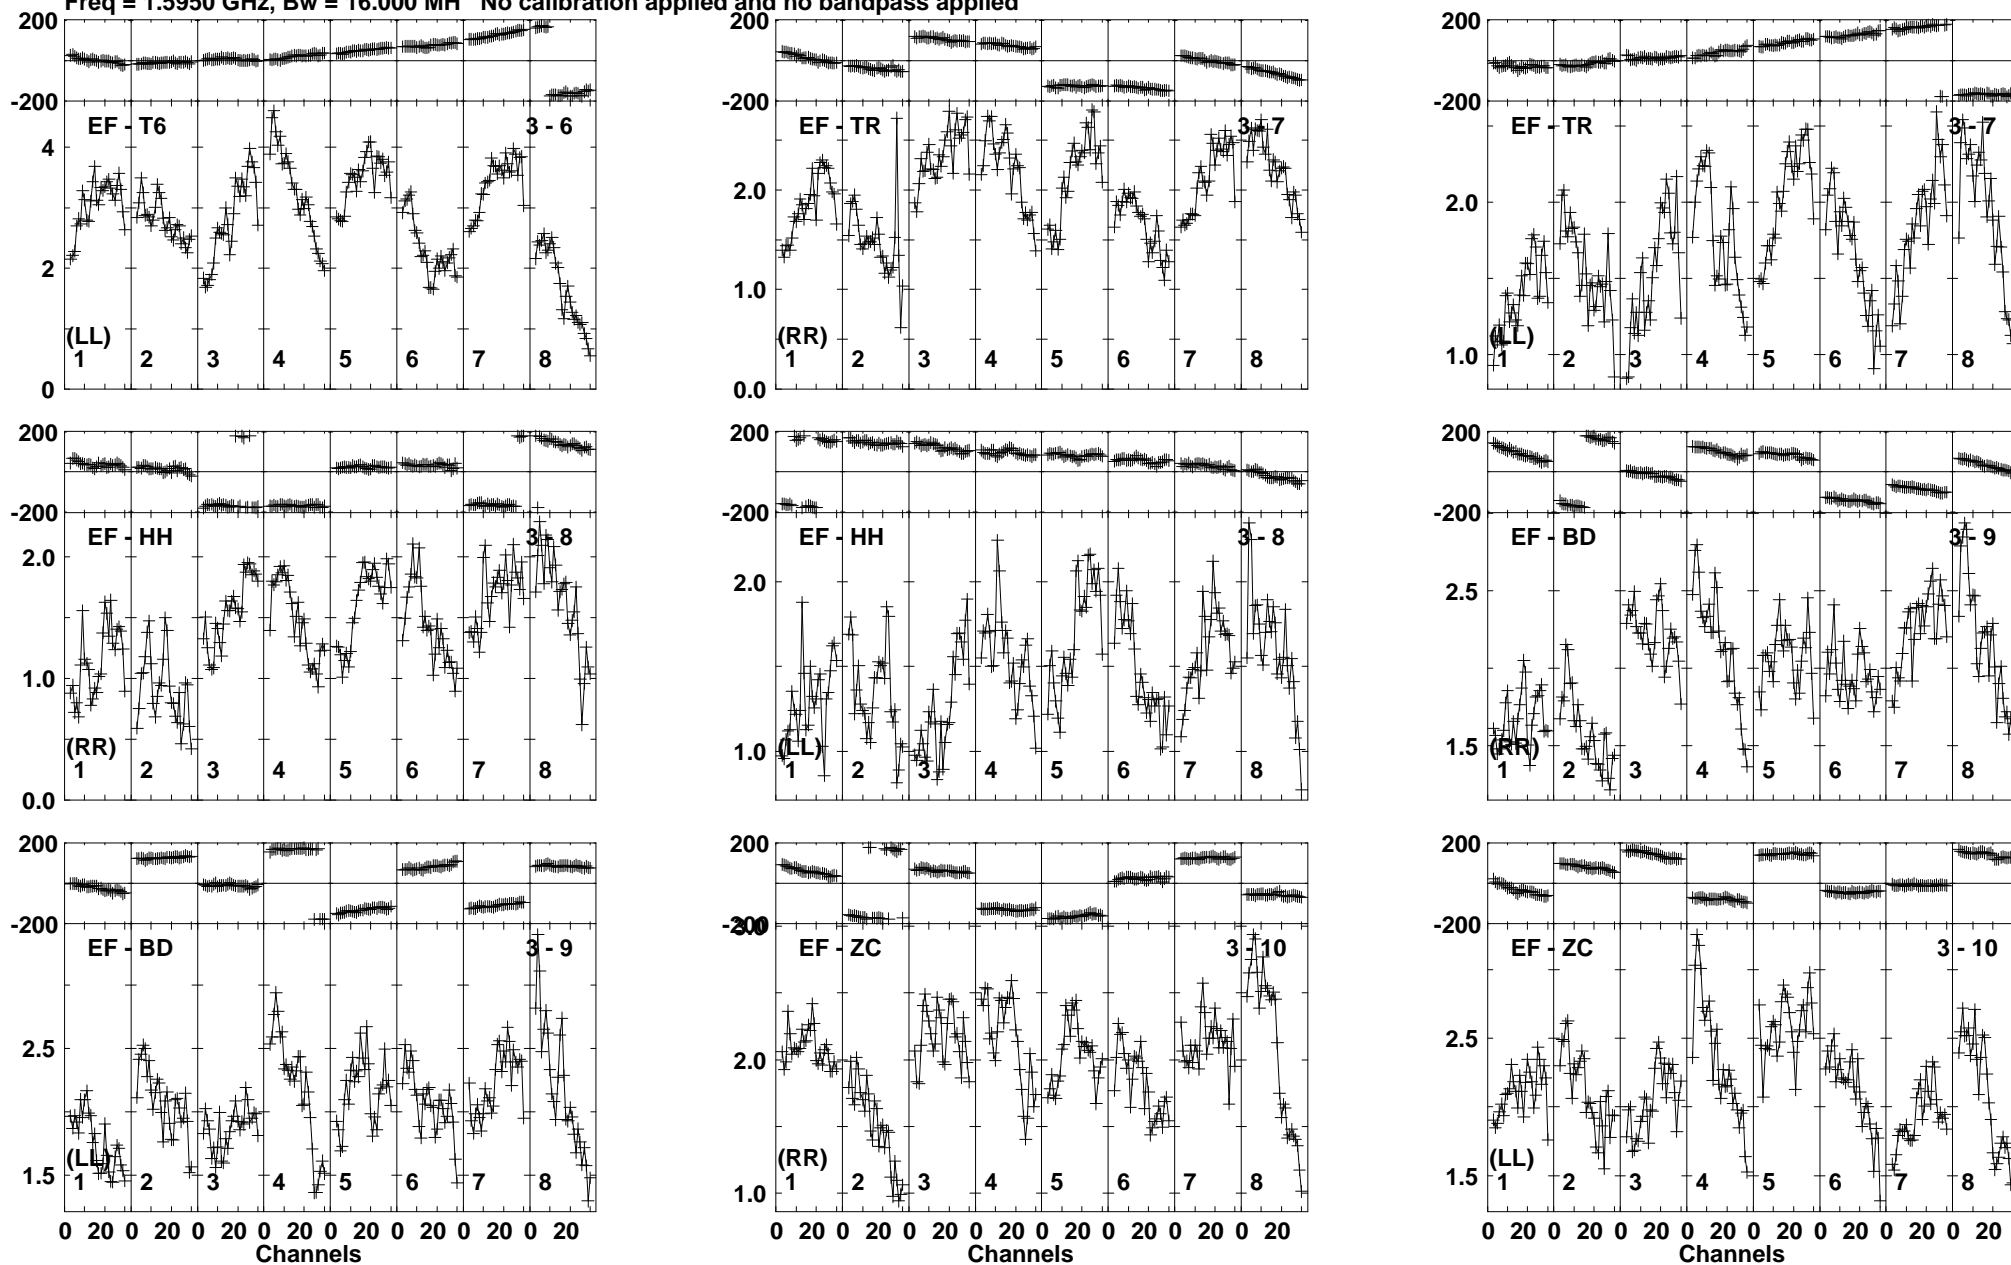 Freq = 1.5950 GHz, Bw = 16.000 MH No calibration applied and no bandpass applied
200 200 200
-200 -200 -200
EF - T6 3 - 6 EF - TR 3 - 7 EF - TR 3 - 7
4
2.0 2.0
2
1.0
(LL) (RR) (LL) 1.0
1 2 3 4 5 6 7 8 1 2 3 4 5 6 7 8 1 2 3 4 5 6 7 8
0 0.0
200 200 200
-200 -200 -200
EF - HH 3 - 8 EF - HH 3 - 8 EF - BD 3 - 9
2.0 2.0 2.5
1.0
(RR) (LL) 1.0 (RR) 1.5
1 2 3 4 5 6 7 8 1 2 3 4 5 6 7 8 1 2 3 4 5 6 7 8
0.0
200 200 200
-200 -200 3.0 -200
EF - BD 3 - 9 EF - ZC 3 - 10 EF - ZC 3 - 10
2.5 2.0 2.5
(LL) (RR) (LL)
1.5 1.0 1.5
1 2 3 4 5 6 7 8 1 2 3 4 5 6 7 8 1 2 3 4 5 6 7 8
0 20 0 20 0 20 0 20 0 20 0 20 0 20 0 20 0 20 0 20 0 20 0 20 0 20 0 20 0 20 0 20 0 20 0 20 0 20 0 20 0 20 0 20 0 20 0 20
Channels Channels Channels